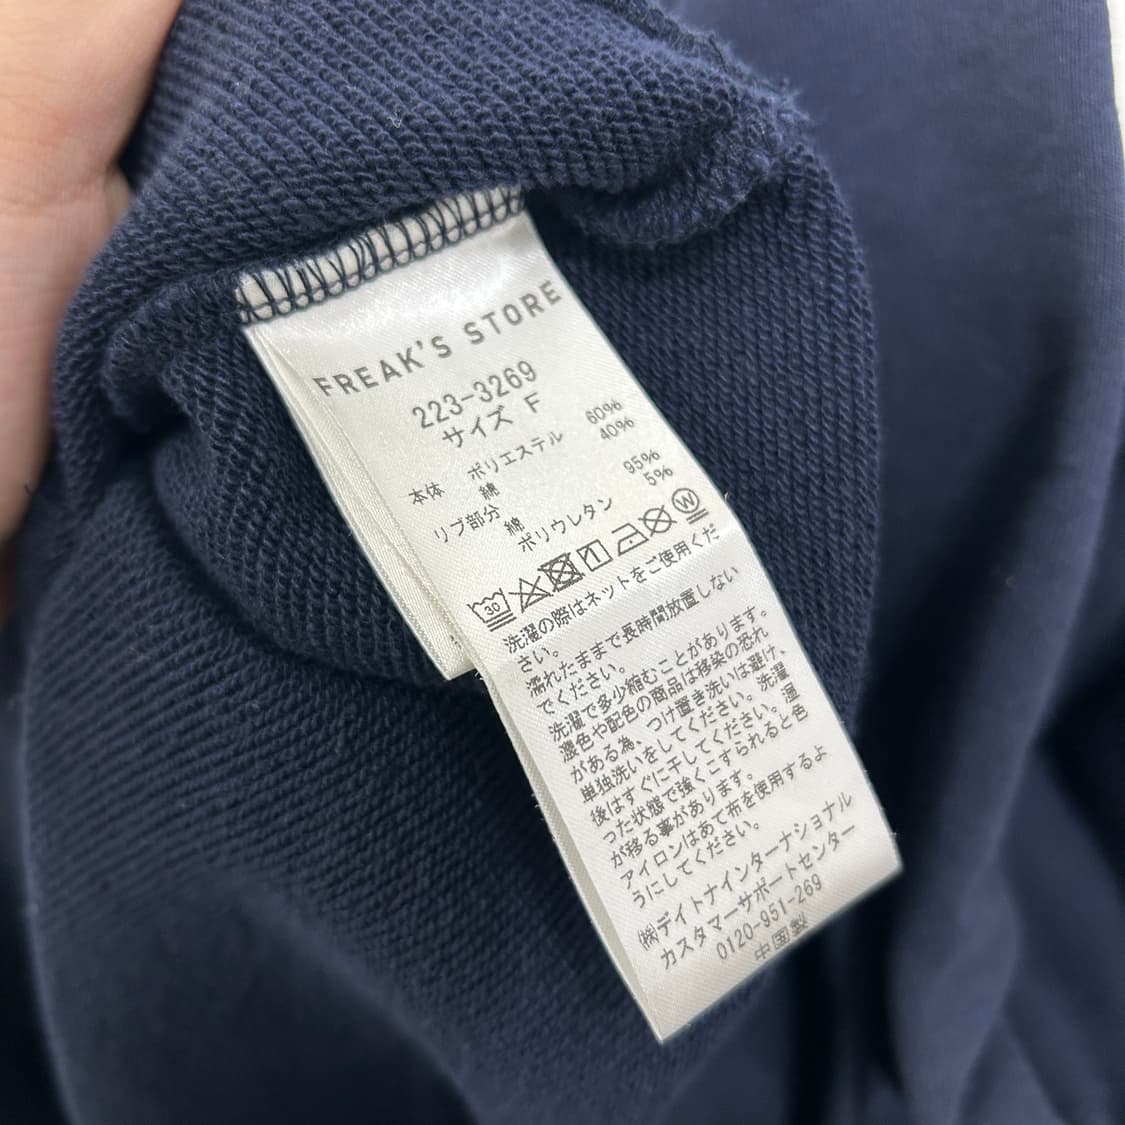 FREAK'S STORE
223-3269
サイズ F
本体 ポリエステル 60%
綿 40%
リブ部分 綿 95%
ポリウレタン 5%
30 W
洗濯の際はネットをご使用くだ
さい。
濡れたままで長時間放置しない
でください。
洗濯で多少縮むことがあります。
濃色や配色の商品は移染の恐れ
がある為、つけ置き洗いは避け、
単独洗いをしてください。洗濯
後はすぐに干してください。湿
った状態で強くこすられると色
が移る事があります。
アイロンはあて布を使用するよ
うにしてください。
㈱デイトナインターナショナル
カスタマーサポートセンター
0120-951-269
中国製